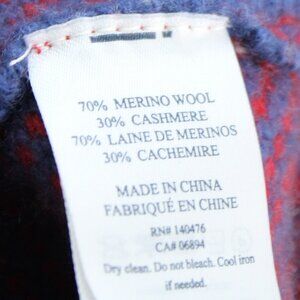 70% MERINO WOOL
30% CASHMERE
70% LAINE DE MERINOS
30% CACHEMIRE
MADE IN CHINA
FABRIQUÉ EN CHINE
RN# 140476
CA# 06894
Dry clean. Do not bleach. Cool iron
if needed.